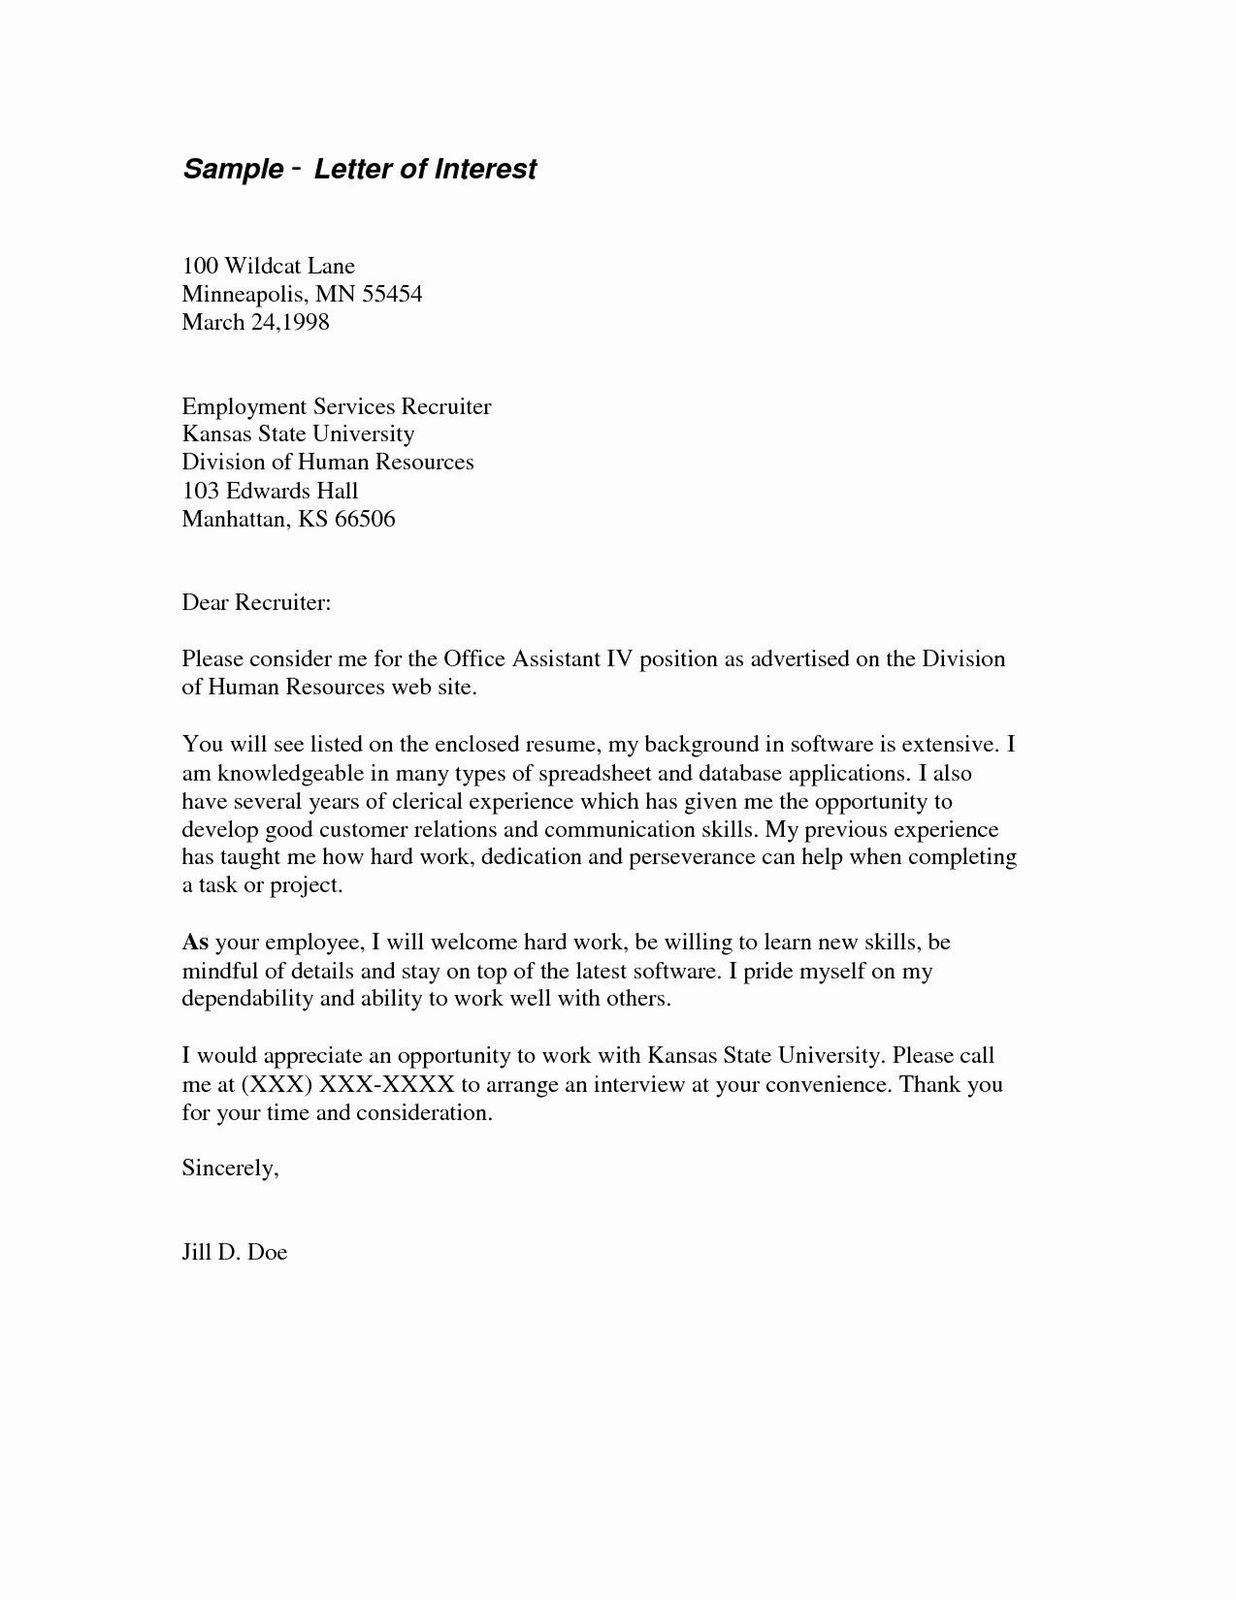 Sample - Letter of Interest
100 Wildcat Lane
Minneapolis, MN 55454
March 24,1998
Employment Services Recruiter
Kansas State University
Division of Human Resources
103 Edwards Hall
Manhattan, KS 66506
Dear Recruiter:
Please consider me for the Office Assistant IV position as advertised on the Division
of Human Resources web site.
You will see listed on the enclosed resume, my background in software is extensive. I
am knowledgeable in many types of spreadsheet and database applications. I also
have several years of clerical experience which has given me the opportunity to
develop good customer relations and communication skills. My previous experience
has taught me how hard work, dedication and perseverance can help when completing
a task or project.
As your employee, I will welcome hard work, be willing to learn new skills, be
mindful of details and stay on top of the latest software. I pride myself on my
dependability and ability to work well with others.
I would appreciate an opportunity to work with Kansas State University. Please call
me at (XXX) XXX-XXXX to arrange an interview at your convenience. Thank you
for your time and consideration.
Sincerely,
Jill D. Doe